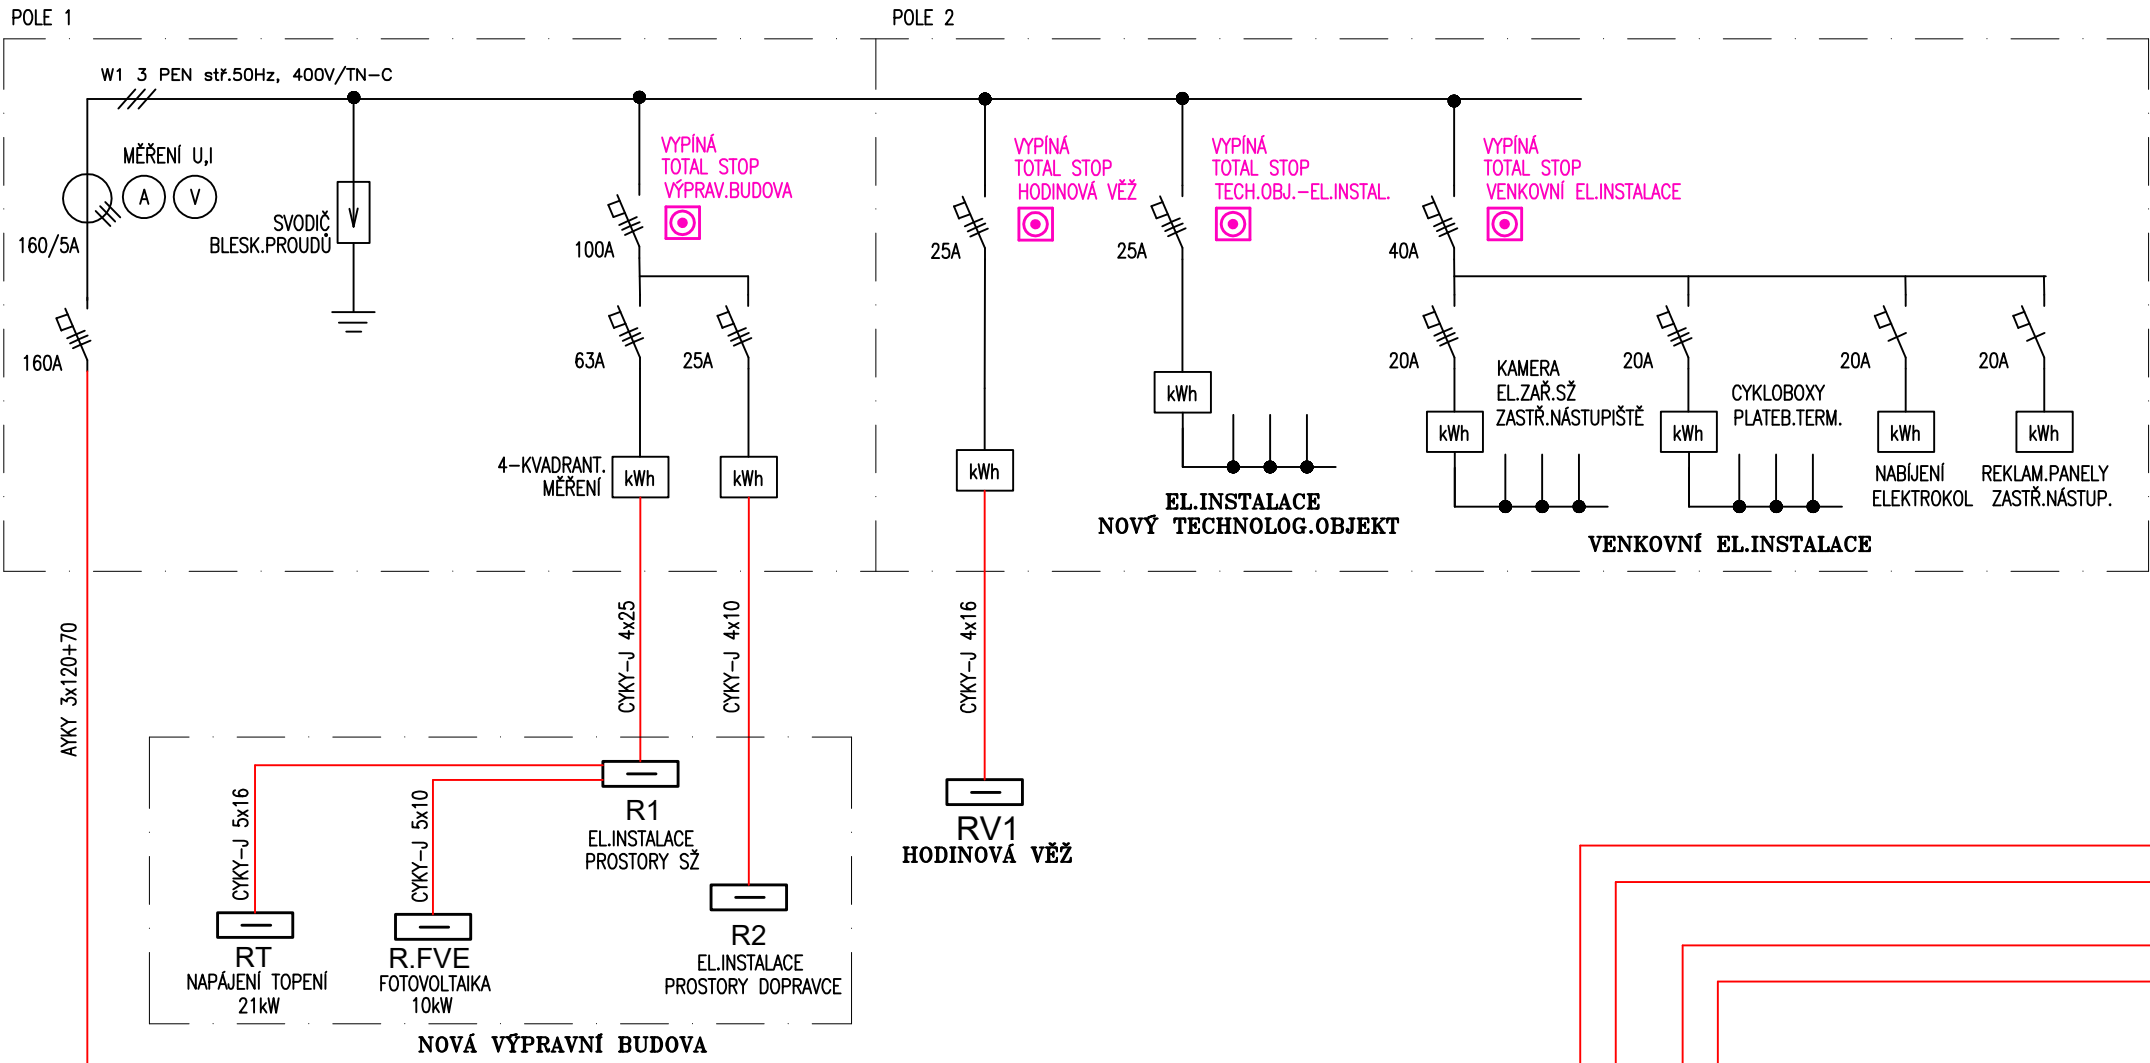 POLE 1
POLE 2
W1 3 PEN stř.50Hz, 400V/TN-C
MĚŘENÍ U,I
A
V
160/5A
160A
SVODIČ
BLESK.PROUDŮ
VYPÍNÁ
TOTAL STOP
VÝPRAV.BUDOVA
100A
63A
25A
4-KVADRANT.
MĚŘENÍ
kWh
kWh
VYPÍNÁ
TOTAL STOP
HODINOVÁ VĚŽ
25A
kWh
VYPÍNÁ
TOTAL STOP
TECH.OBJ.-EL.INSTAL.
25A
kWh
EL.INSTALACE
NOVÝ TECHNOLOG.OBJEKT
VYPÍNÁ
TOTAL STOP
VENKOVNÍ EL.INSTALACE
40A
20A
KAMERA
EL.ZAŘ.SŽ
ZASTŘ.NÁSTUPIŠTĚ
kWh
20A
CYKLOBOXY
PLATEB.TERM.
kWh
20A
kWh
NABÍJENÍ
ELEKTROKOL
20A
kWh
REKLAM.PANELY
ZASTŘ.NÁSTUP.
VENKOVNÍ EL.INSTALACE
AYKY 3x120+70
CYKY-J 4x25
CYKY-J 4x10
CYKY-J 4x16
CYKY-J 5x16
CYKY-J 5x10
R1
EL.INSTALACE
PROSTORY SŽ
RV1
HODINOVÁ VĚŽ
RT
NAPÁJENÍ TOPENÍ
21kW
R.FVE
FOTOVOLTAIKA
10kW
R2
EL.INSTALACE
PROSTORY DOPRAVCE
NOVÁ VÝPRAVNÍ BUDOVA